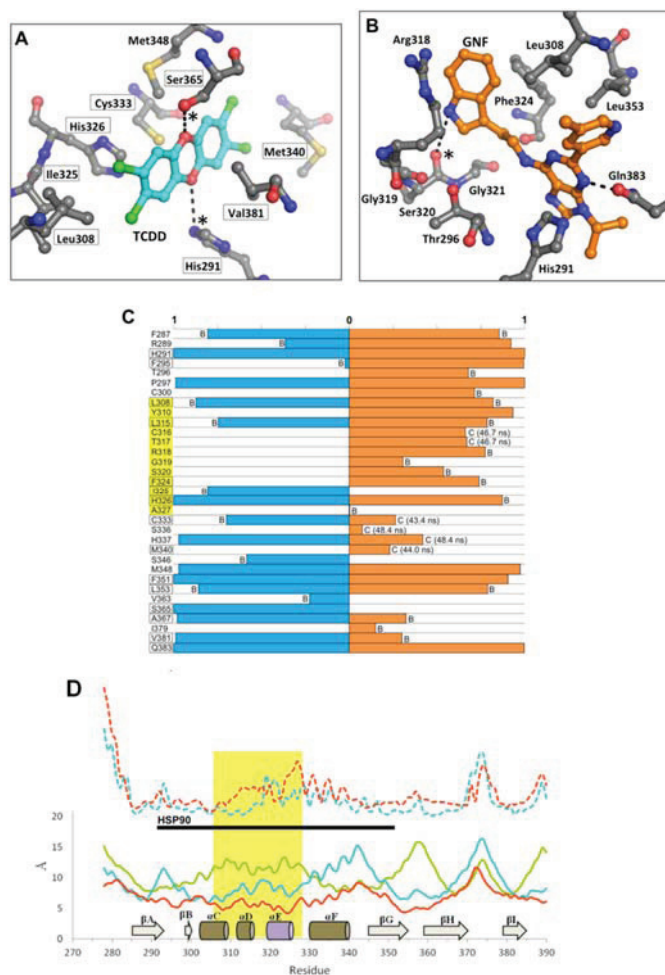 A
Met348
Ser365
Cys333
*
His326
Met340
Ile325
*
Val381
Leu308
TCDD
His291
B
Arg318
GNF
Leu308
Phe324
Leu353
*
Gln383
Gly319
Gly321
Ser320
Thr296
His291
C
1 0 1
F287 B B
R289 B
H291
F295 B
T296 B
P297
C300 B
L308 B B
Y310
L315 B B
C316 C (46.7 ns)
T317 C (46.7 ns)
R318 B
G319 B
S320 B
F324 B
I325 B
H326 B
A327 B
C333 B C (43.4 ns)
S336 C (48.4 ns)
H337 C (48.4 ns)
M340 C (44.0 ns)
S346 B
M348
F351
L353 B B
V363 B
S365
A367 B
I379 B
V381 B
Q383
D
20
HSP90
15
Å
10
5
βA βB αC αD αE αF βG βH βI
0
270 290 300 310 320 330 340 350 360 370 380 390
Residue